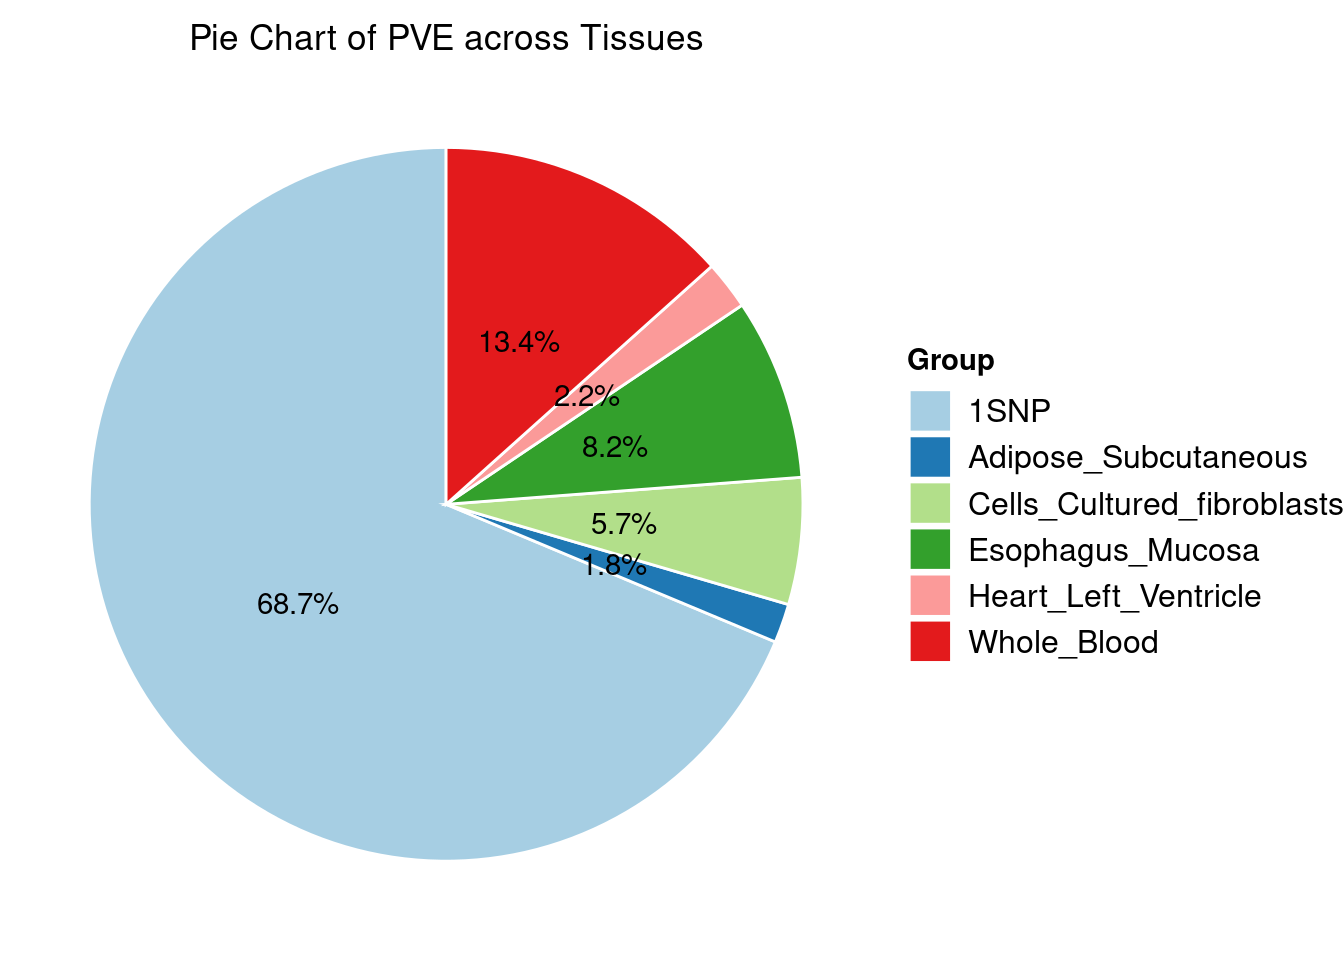 Pie Chart of PVE across Tissues
13.4%
2.2%
8.2%
5.7%
1.8%
68.7%
Group
1SNP
Adipose_Subcutaneous
Cells_Cultured_fibroblasts
Esophagus_Mucosa
Heart_Left_Ventricle
Whole_Blood